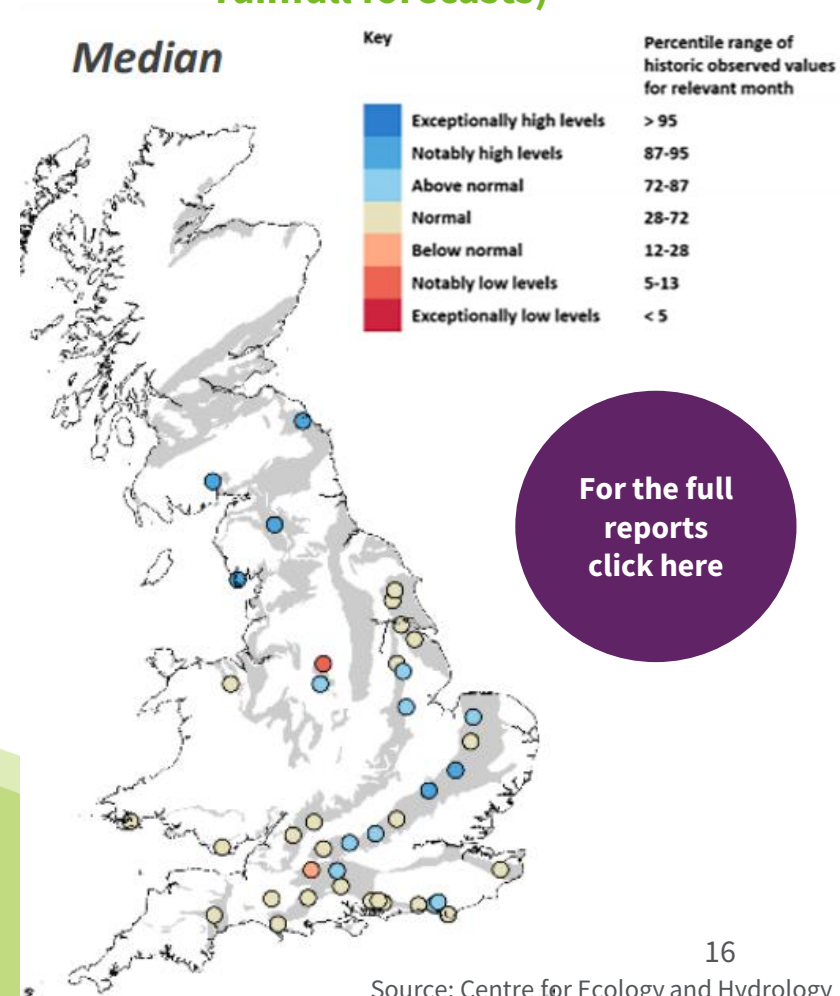 rainfall forecasts)
Median
Key
Percentile range of
historic observed values
for relevant month
Exceptionally high levels > 95
Notably high levels 87-95
Above normal 72-87
Normal 28-72
Below normal 12-28
Notably low levels 5-13
Exceptionally low levels < 5
For the full
reports
click here
16
Source: Centre for Ecology and Hydrology